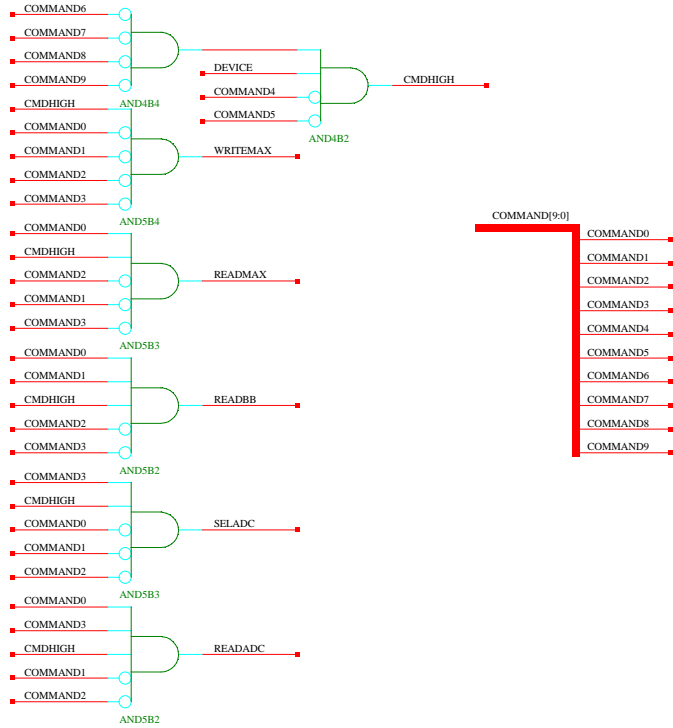 COMMAND6
COMMAND7
COMMAND8
COMMAND9
AND4B4
DEVICE
COMMAND4
COMMAND5
AND4B2
CMDHIGH
CMDHIGH
COMMAND0
COMMAND1
COMMAND2
COMMAND3
AND5B4
WRITEMAX
COMMAND0
CMDHIGH
COMMAND2
COMMAND1
COMMAND3
AND5B3
READMAX
COMMAND0
COMMAND1
CMDHIGH
COMMAND2
COMMAND3
AND5B2
READBB
COMMAND3
CMDHIGH
COMMAND0
COMMAND1
COMMAND2
AND5B3
SELADC
COMMAND0
COMMAND3
CMDHIGH
COMMAND1
COMMAND2
AND5B2
READADC
COMMAND[9:0]
COMMAND0
COMMAND1
COMMAND2
COMMAND3
COMMAND4
COMMAND5
COMMAND6
COMMAND7
COMMAND8
COMMAND9